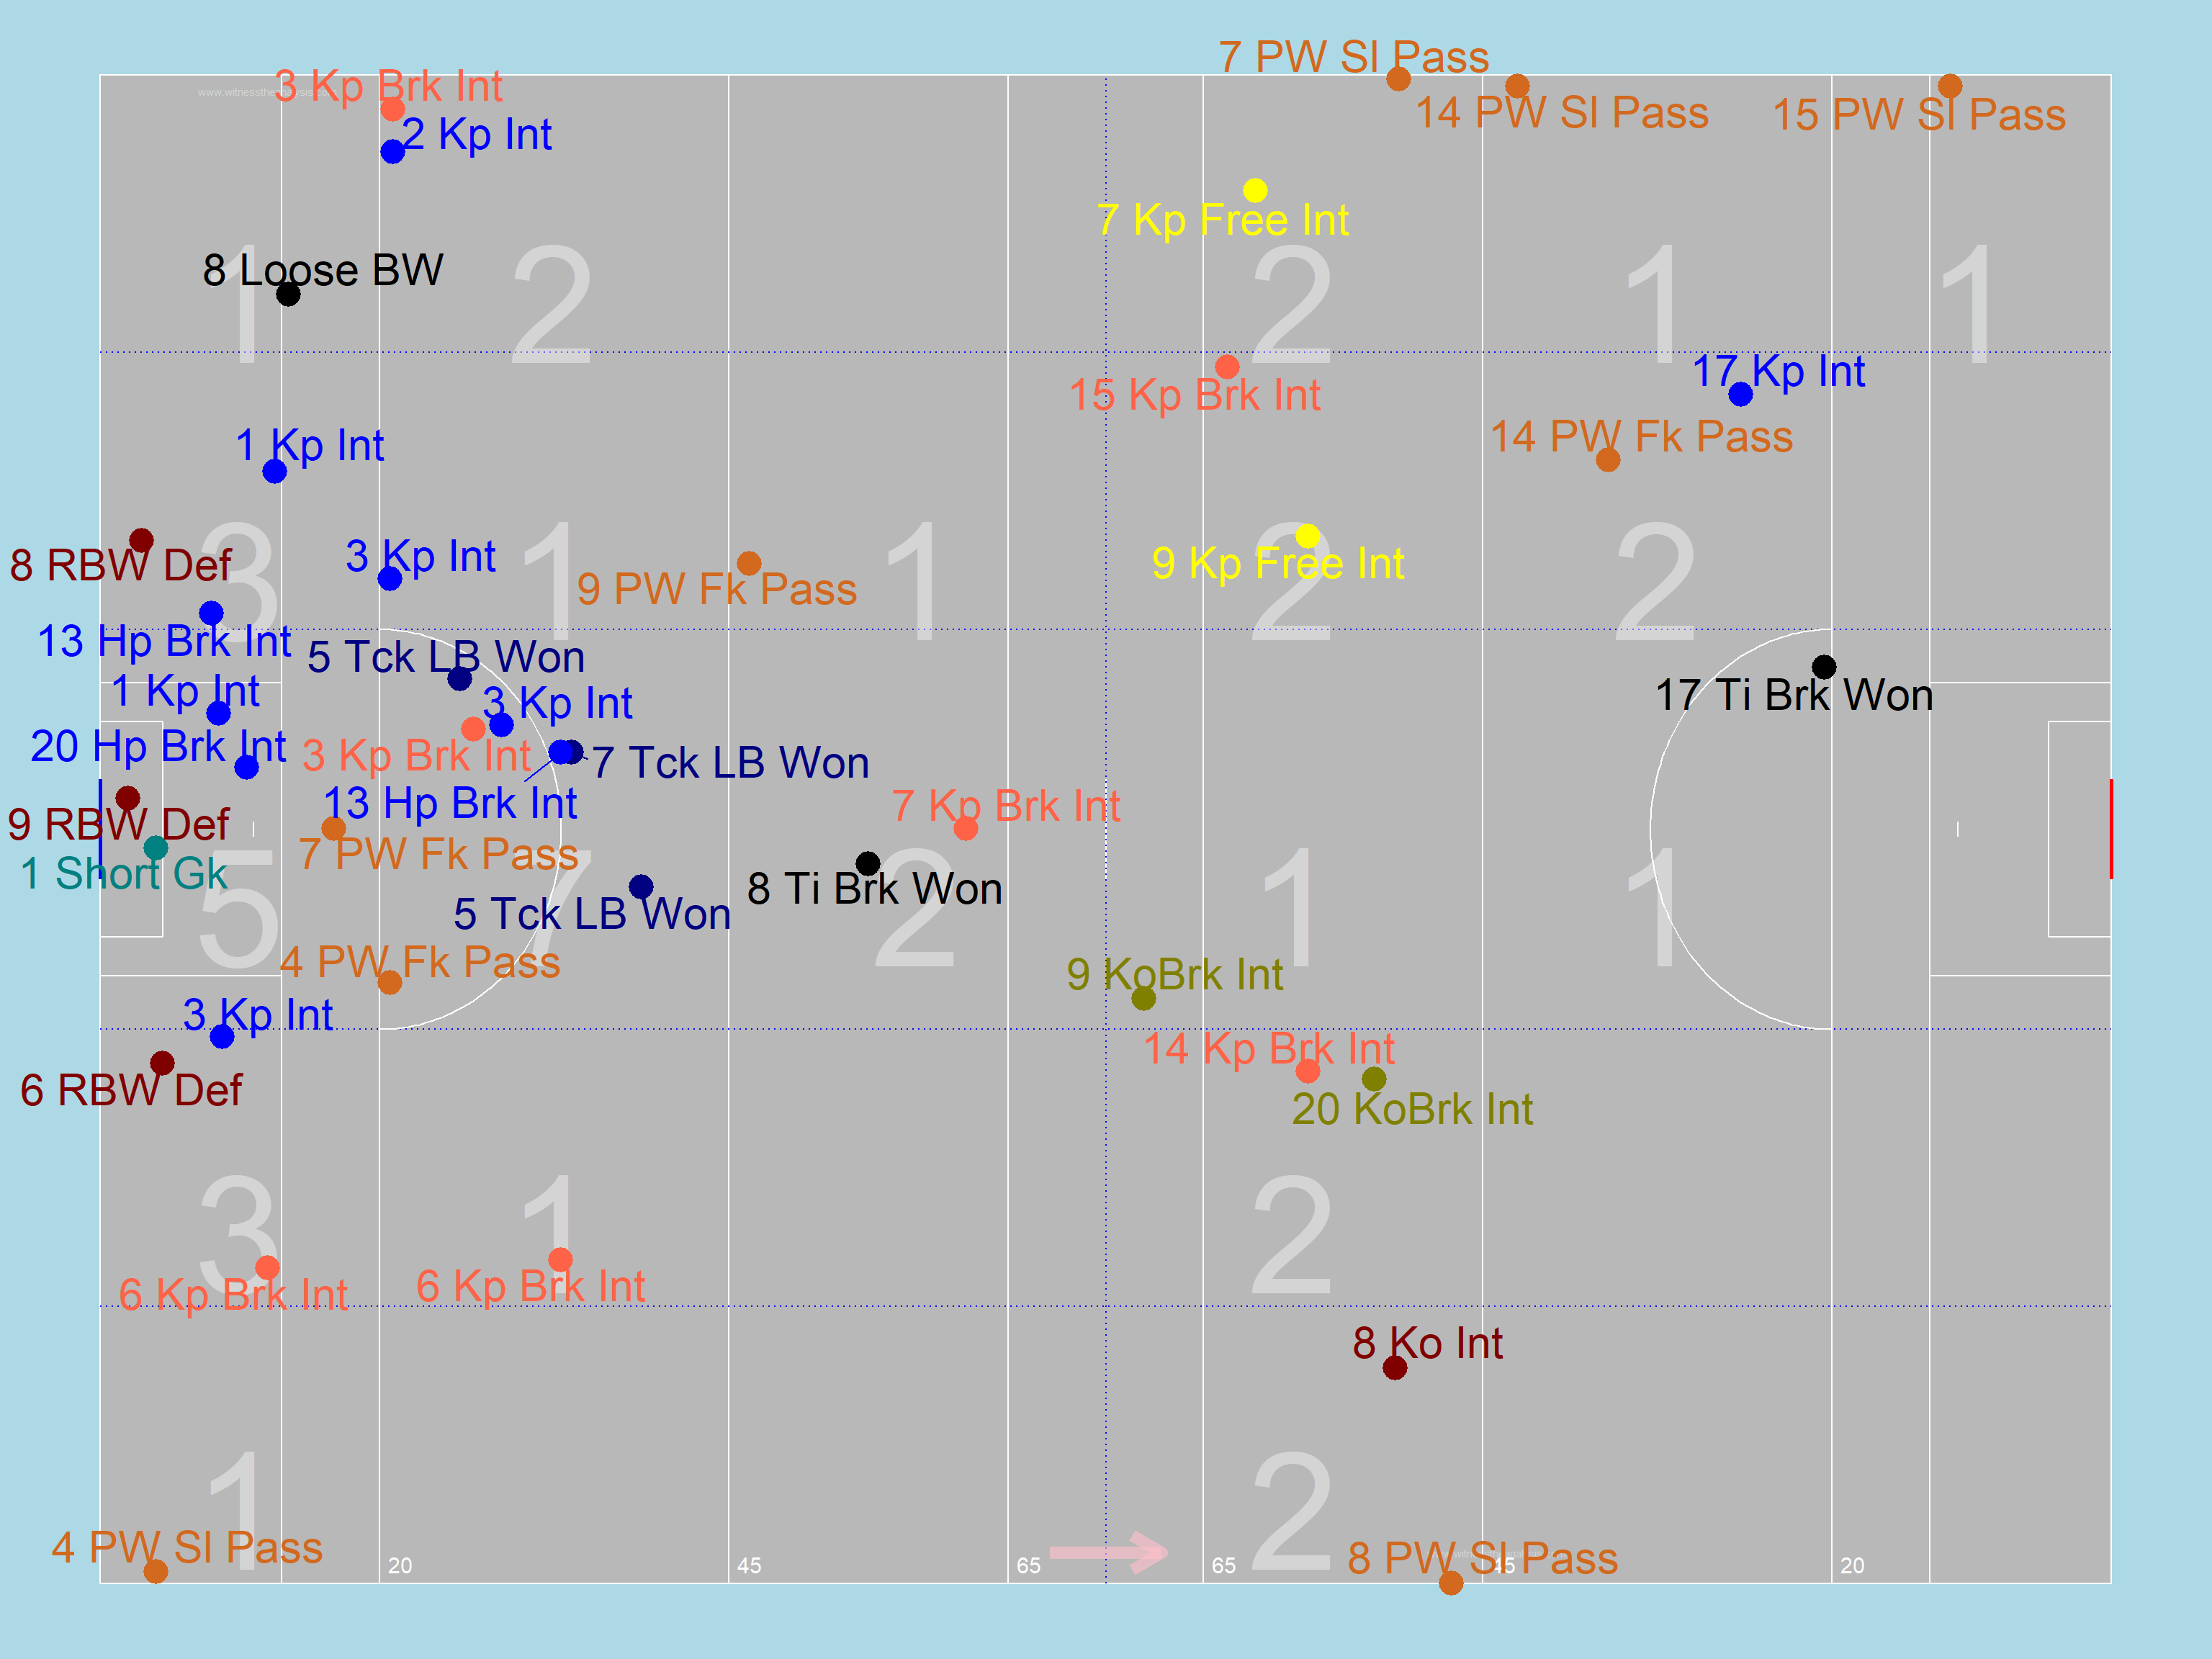 7 PW Sl Pass
3 Kp Brk Int
www.witnesstheanalysis.com
14 PW Sl Pass
15 PW Sl Pass
2 Kp Int
7 Kp Free Int
8 Loose BW
1
2
2
1
1
17 Kp Int
15 Kp Brk Int
1 Kp Int
14 PW Fk Pass
3 Kp Int
8 RBW Def
9 Kp Free Int
9 PW Fk Pass
3
1
1
2
2
13 Hp Brk Int
5 Tck LB Won
1 Kp Int
3 Kp Int
17 Ti Brk Won
20 Hp Brk Int
3 Kp Brk Int
7 Tck LB Won
13 Hp Brk Int
7 Kp Brk Int
9 RBW Def
7 PW Fk Pass
1 Short Gk
8 Ti Brk Won
5
7
2
1
1
5 Tck LB Won
4 PW Fk Pass
9 KoBrk Int
3 Kp Int
14 Kp Brk Int
6 RBW Def
20 KoBrk Int
3
1
2
6 Kp Brk Int
6 Kp Brk Int
8 Ko Int
1
2
4 PW Sl Pass
8 PW Sl Pass
20
45
65
65
45
20